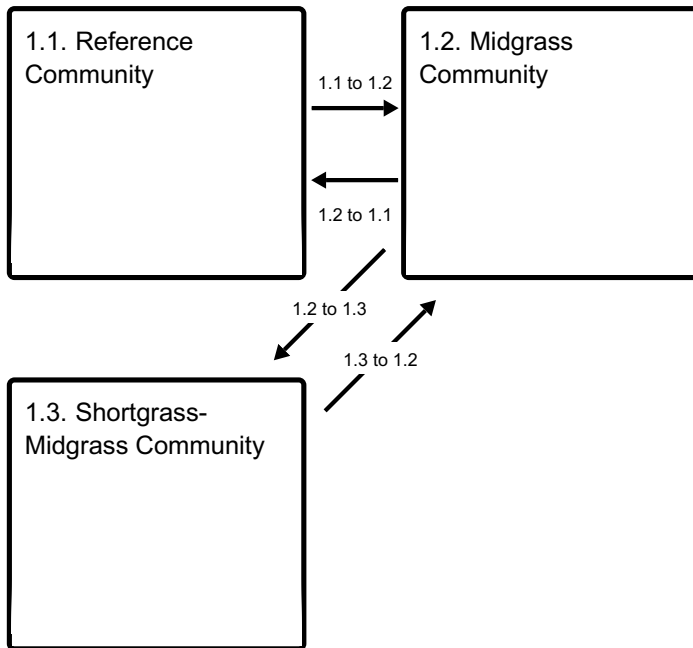 1.1. Reference
Community
1.1 to 1.2
1.2. Midgrass
Community
1.2 to 1.1
1.2 to 1.3
1.3 to 1.2
1.3. Shortgrass-
Midgrass Community